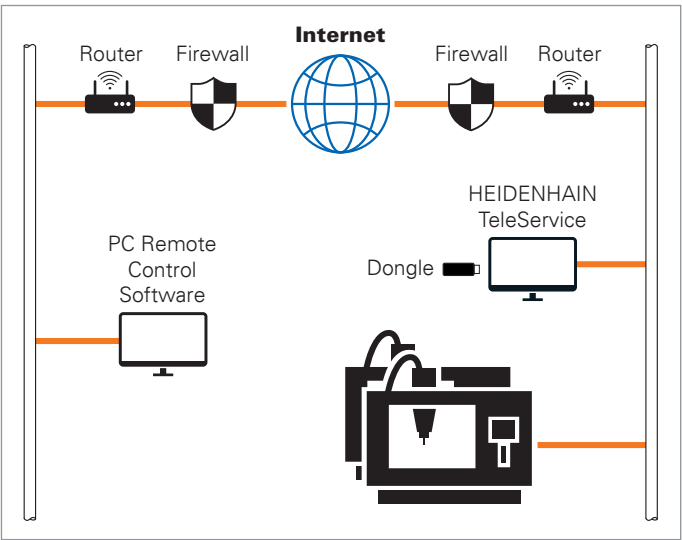 Internet
Router
Firewall
Firewall
Router
HEIDENHAIN
TeleService
PC Remote
Control
Software
Dongle